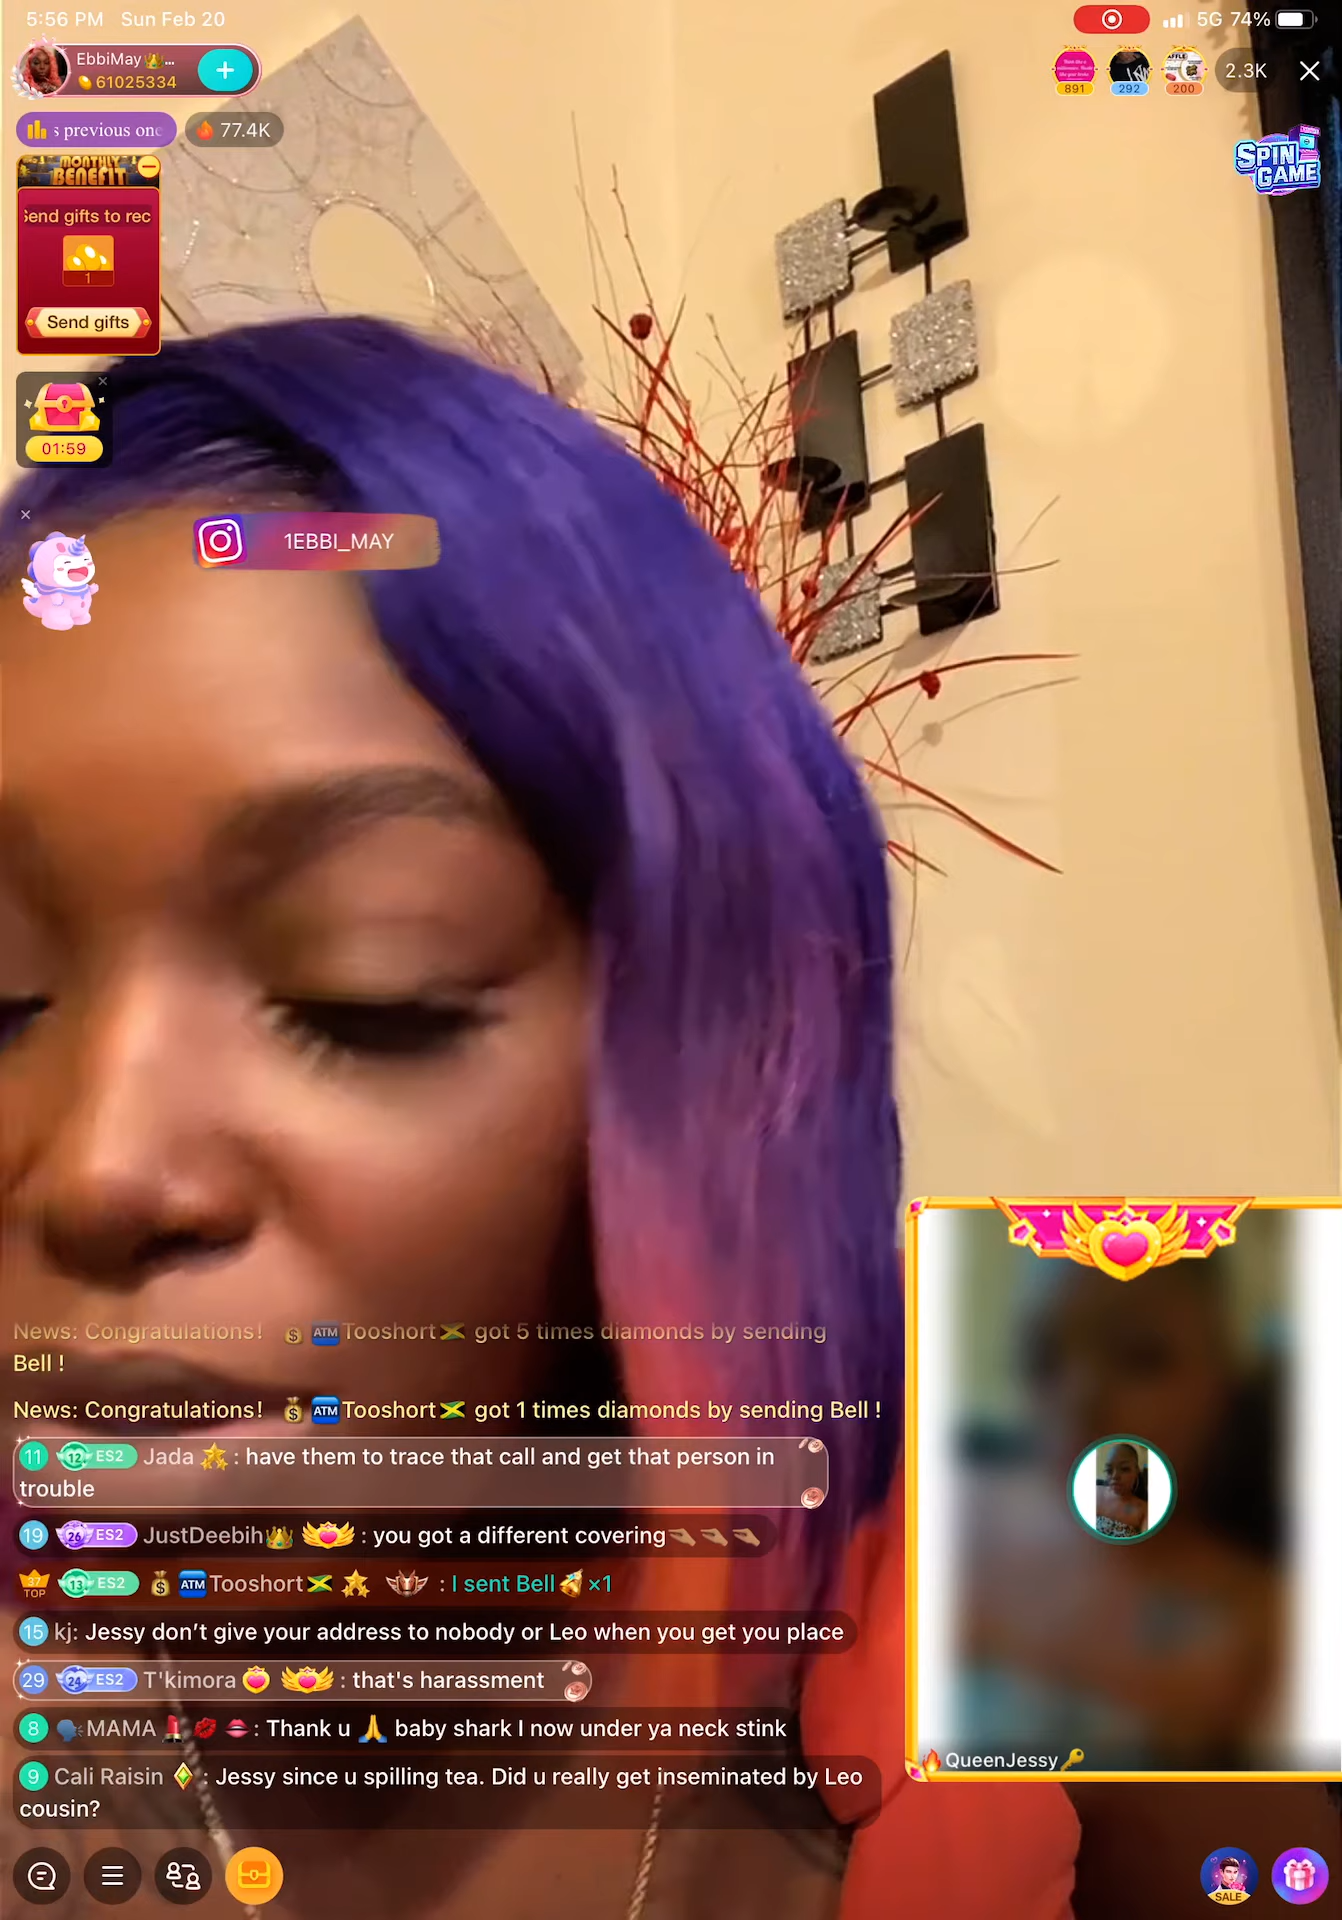 5:56 PM Sun Feb 20
5G 74%
EbbiMay👑...
61025334
891
292
200
2.3K
s previous one
77.4K
MONTHLY
BENEFIT
Send gifts to rec
1
Send gifts
SPIN
GAME
01:59
1EBBI_MAY
News: Congratulations! 💰🏧Tooshort🇯🇲 got 5 times diamonds by sending
Bell !
News: Congratulations! 💰🏧Tooshort🇯🇲 got 1 times diamonds by sending Bell !
11 12 ES2 Jada🌟: have them to trace that call and get that person in
trouble
19 26 ES2 JustDeebih👑 : you got a different covering🤏🏽🤏🏽🤏🏽
37 TOP 13 ES2 💰🏧Tooshort🇯🇲 : I sent Bell ×1
15 kj: Jessy don’t give your address to nobody or Leo when you get you place
29 24 ES2 T'kimora : that's harassment
8 🗣MAMA💄💋👄: Thank u 🙏 baby shark I now under ya neck stink
9 Cali Raisin : Jessy since u spilling tea. Did u really get inseminated by Leo
cousin?
🔥QueenJessy🔑
SALE